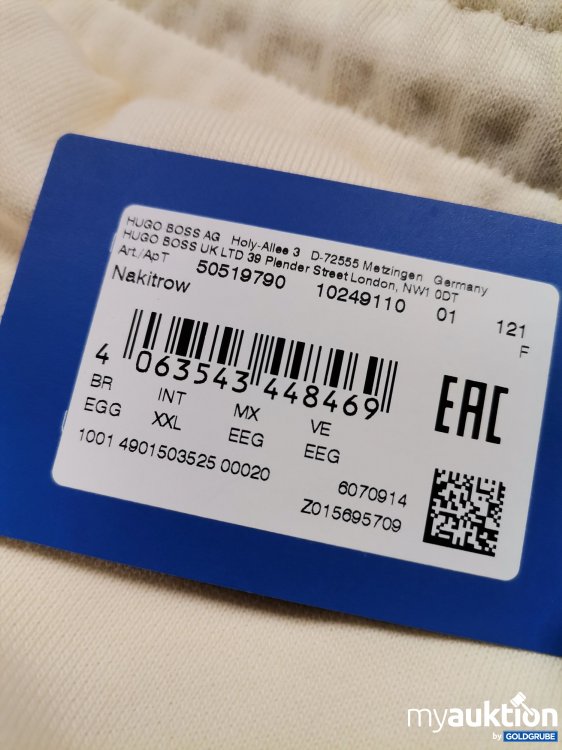 HUGO BOSS AG Holy-Allee 3 D-72555 Metzingen Germany
HUGO BOSS UK LTD 39 Plender Street London, NW1 0DT
Art./АрТ 50519790 10249110 01 121
Nakitrow F
4 063543 448469
BR INT MX VE
EGG XXL EEG EEG
EAC
1001 4901503525 00020 6070914
Z015695709
myauktion
by GOLDGRUBE